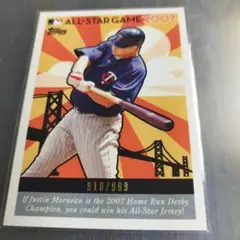 ALL-STAR GAME 2007
Topps
T
910/999
If Justin Morneau is the 2007 Home Run Derby
Champion, you could win his All-Star Jersey!